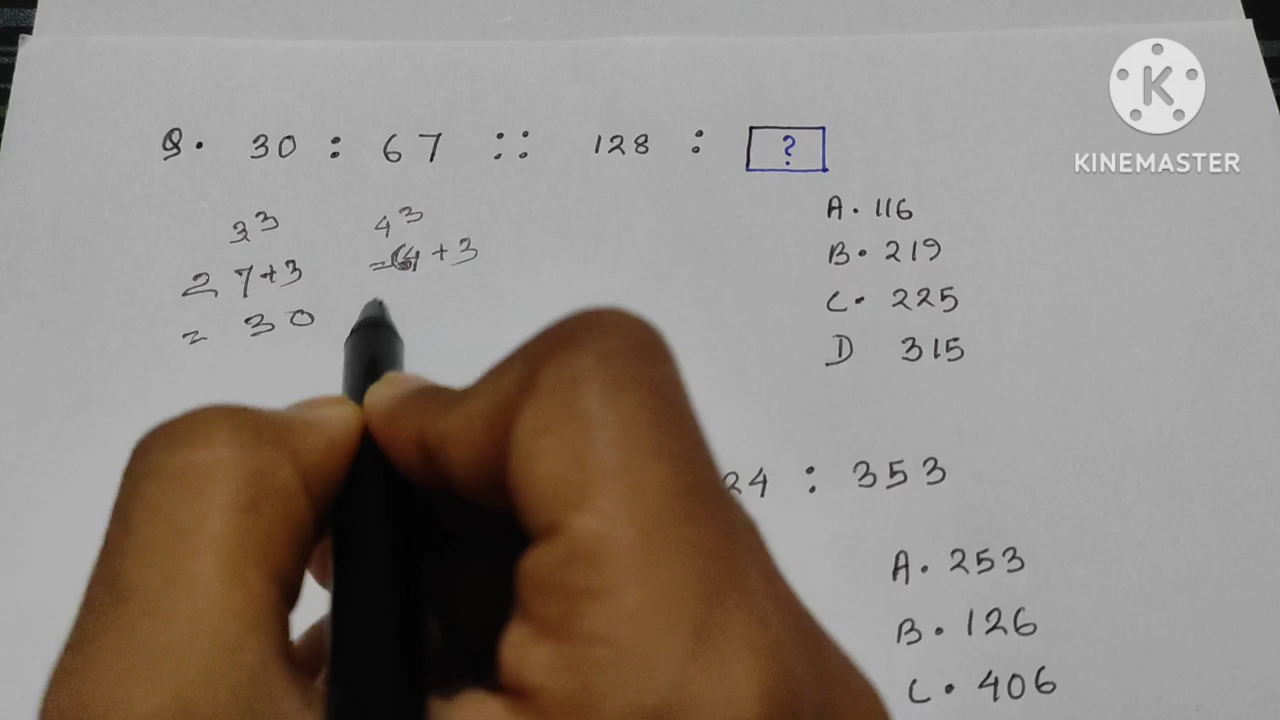 Q. 30 : 67 :: 128 : ?
3³ 4³
27+3 =64+3
= 30
A. 116
B. 219
C. 225
D 315
24 : 353
A. 253
B. 126
C. 406
KINEMASTER